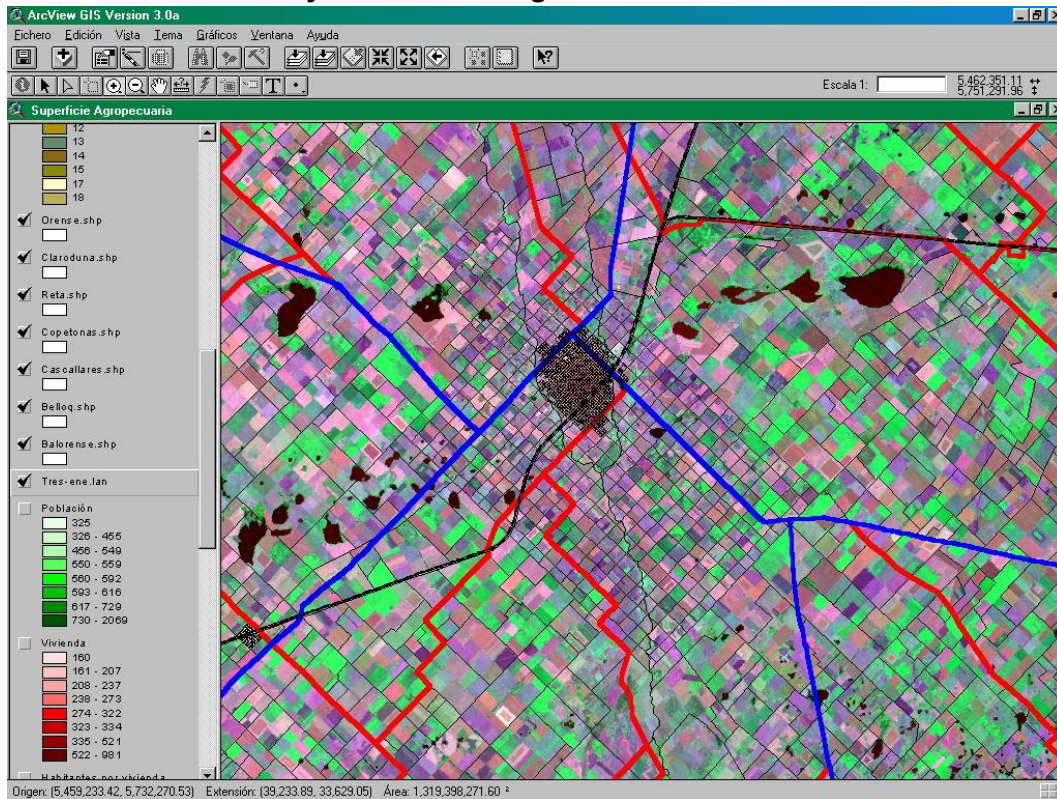 ArcView GIS Version 3.0a
Fichero Edición Vista Tema Gráficos Ventana Ayuda
Escala 1:
5,462,351.11
5,751,291.96
Superficie Agropecuaria
12
13
14
15
17
18
Orense.shp
Claroduna.shp
Reta.shp
Copetonas.shp
Cascallares.shp
Belloq.shp
Balorense.shp
Tres-ene.lan
Población
325
326 - 455
456 - 549
550 - 559
560 - 592
593 - 616
617 - 729
730 - 2069
Vivienda
160
161 - 207
208 - 237
238 - 273
274 - 322
323 - 334
335 - 521
522 - 981
Habitantes por vivienda
Origen: (5,459,233.42, 5,732,270.53) Extensión: (39,233.89, 33,629.05) Área: 1,319,398,271.60 ²